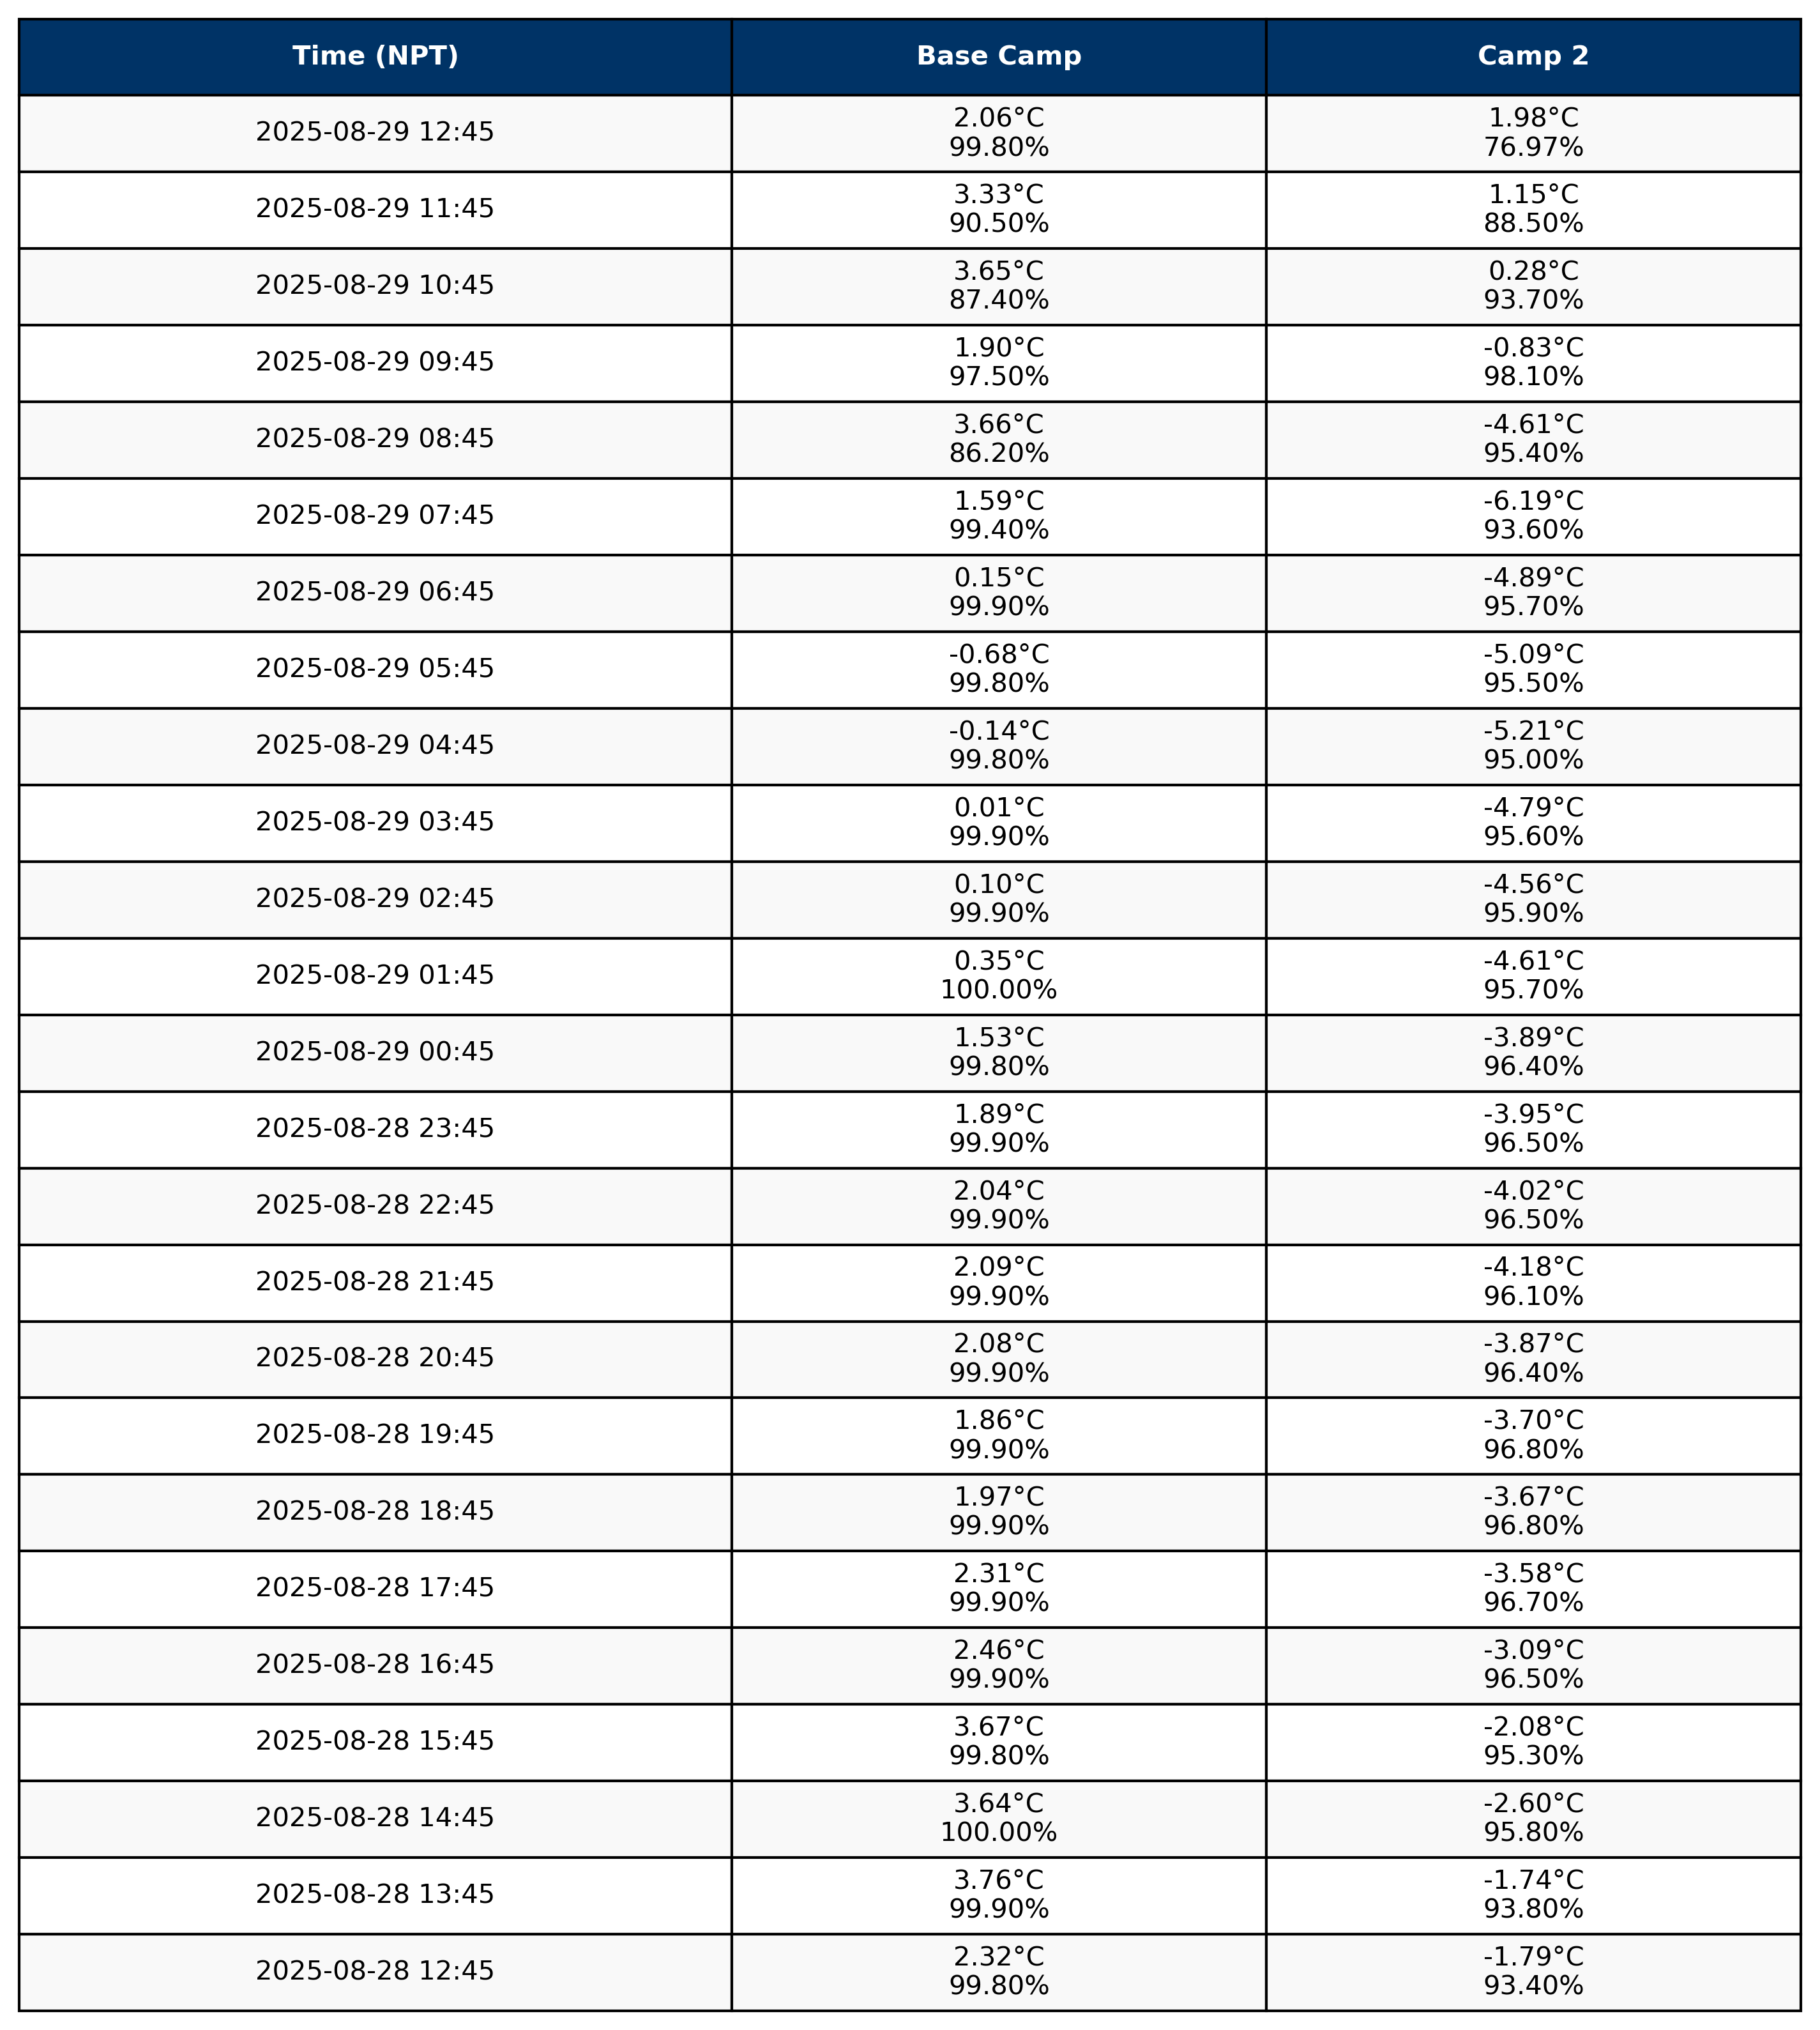 Time (NPT) Base Camp Camp 2
2025-08-29 12:45 2.06°C 1.98°C
99.80% 76.97%
2025-08-29 11:45 3.33°C 1.15°C
90.50% 88.50%
2025-08-29 10:45 3.65°C 0.28°C
87.40% 93.70%
2025-08-29 09:45 1.90°C -0.83°C
97.50% 98.10%
2025-08-29 08:45 3.66°C -4.61°C
86.20% 95.40%
2025-08-29 07:45 1.59°C -6.19°C
99.40% 93.60%
2025-08-29 06:45 0.15°C -4.89°C
99.90% 95.70%
2025-08-29 05:45 -0.68°C -5.09°C
99.80% 95.50%
2025-08-29 04:45 -0.14°C -5.21°C
99.80% 95.00%
2025-08-29 03:45 0.01°C -4.79°C
99.90% 95.60%
2025-08-29 02:45 0.10°C -4.56°C
99.90% 95.90%
2025-08-29 01:45 0.35°C -4.61°C
100.00% 95.70%
2025-08-29 00:45 1.53°C -3.89°C
99.80% 96.40%
2025-08-28 23:45 1.89°C -3.95°C
99.90% 96.50%
2025-08-28 22:45 2.04°C -4.02°C
99.90% 96.50%
2025-08-28 21:45 2.09°C -4.18°C
99.90% 96.10%
2025-08-28 20:45 2.08°C -3.87°C
99.90% 96.40%
2025-08-28 19:45 1.86°C -3.70°C
99.90% 96.80%
2025-08-28 18:45 1.97°C -3.67°C
99.90% 96.80%
2025-08-28 17:45 2.31°C -3.58°C
99.90% 96.70%
2025-08-28 16:45 2.46°C -3.09°C
99.90% 96.50%
2025-08-28 15:45 3.67°C -2.08°C
99.80% 95.30%
2025-08-28 14:45 3.64°C -2.60°C
100.00% 95.80%
2025-08-28 13:45 3.76°C -1.74°C
99.90% 93.80%
2025-08-28 12:45 2.32°C -1.79°C
99.80% 93.40%